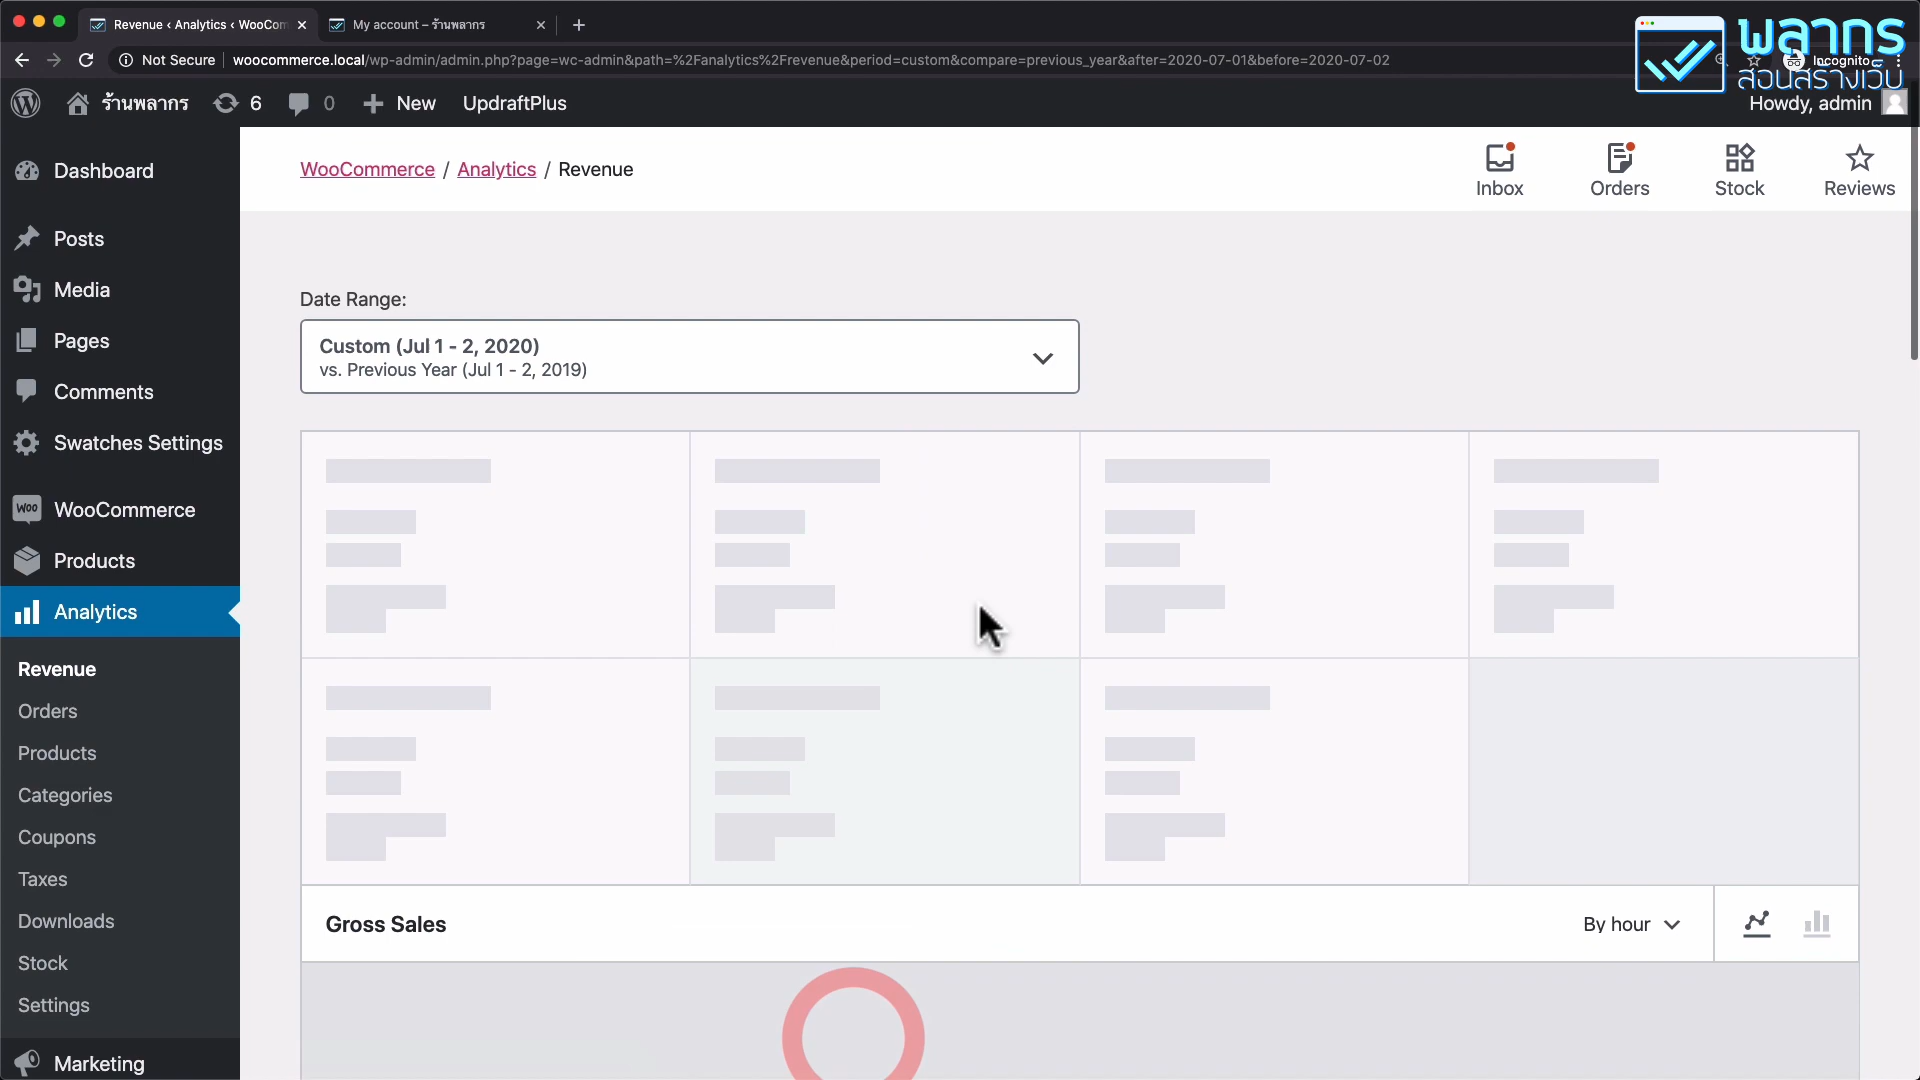 Revenue ‹ Analytics ‹ WooCom
My account – ร้านพลากร
Not Secure
woocommerce.local/wp-admin/admin.php?page=wc-admin&path=%2Fanalytics%2Frevenue&period=custom&compare=previous_year&after=2020-07-01&before=2020-07-02
Incognito
พลากร
สอนสร้างเว็บ
ร้านพลากร
6
0
New
UpdraftPlus
Howdy, admin
Dashboard
Posts
Media
Pages
Comments
Swatches Settings
Woo
WooCommerce
Products
Analytics
Revenue
Orders
Products
Categories
Coupons
Taxes
Downloads
Stock
Settings
Marketing
WooCommerce / Analytics / Revenue
Inbox
Orders
Stock
Reviews
Date Range:
Custom (Jul 1 - 2, 2020)
vs. Previous Year (Jul 1 - 2, 2019)
Gross Sales
By hour